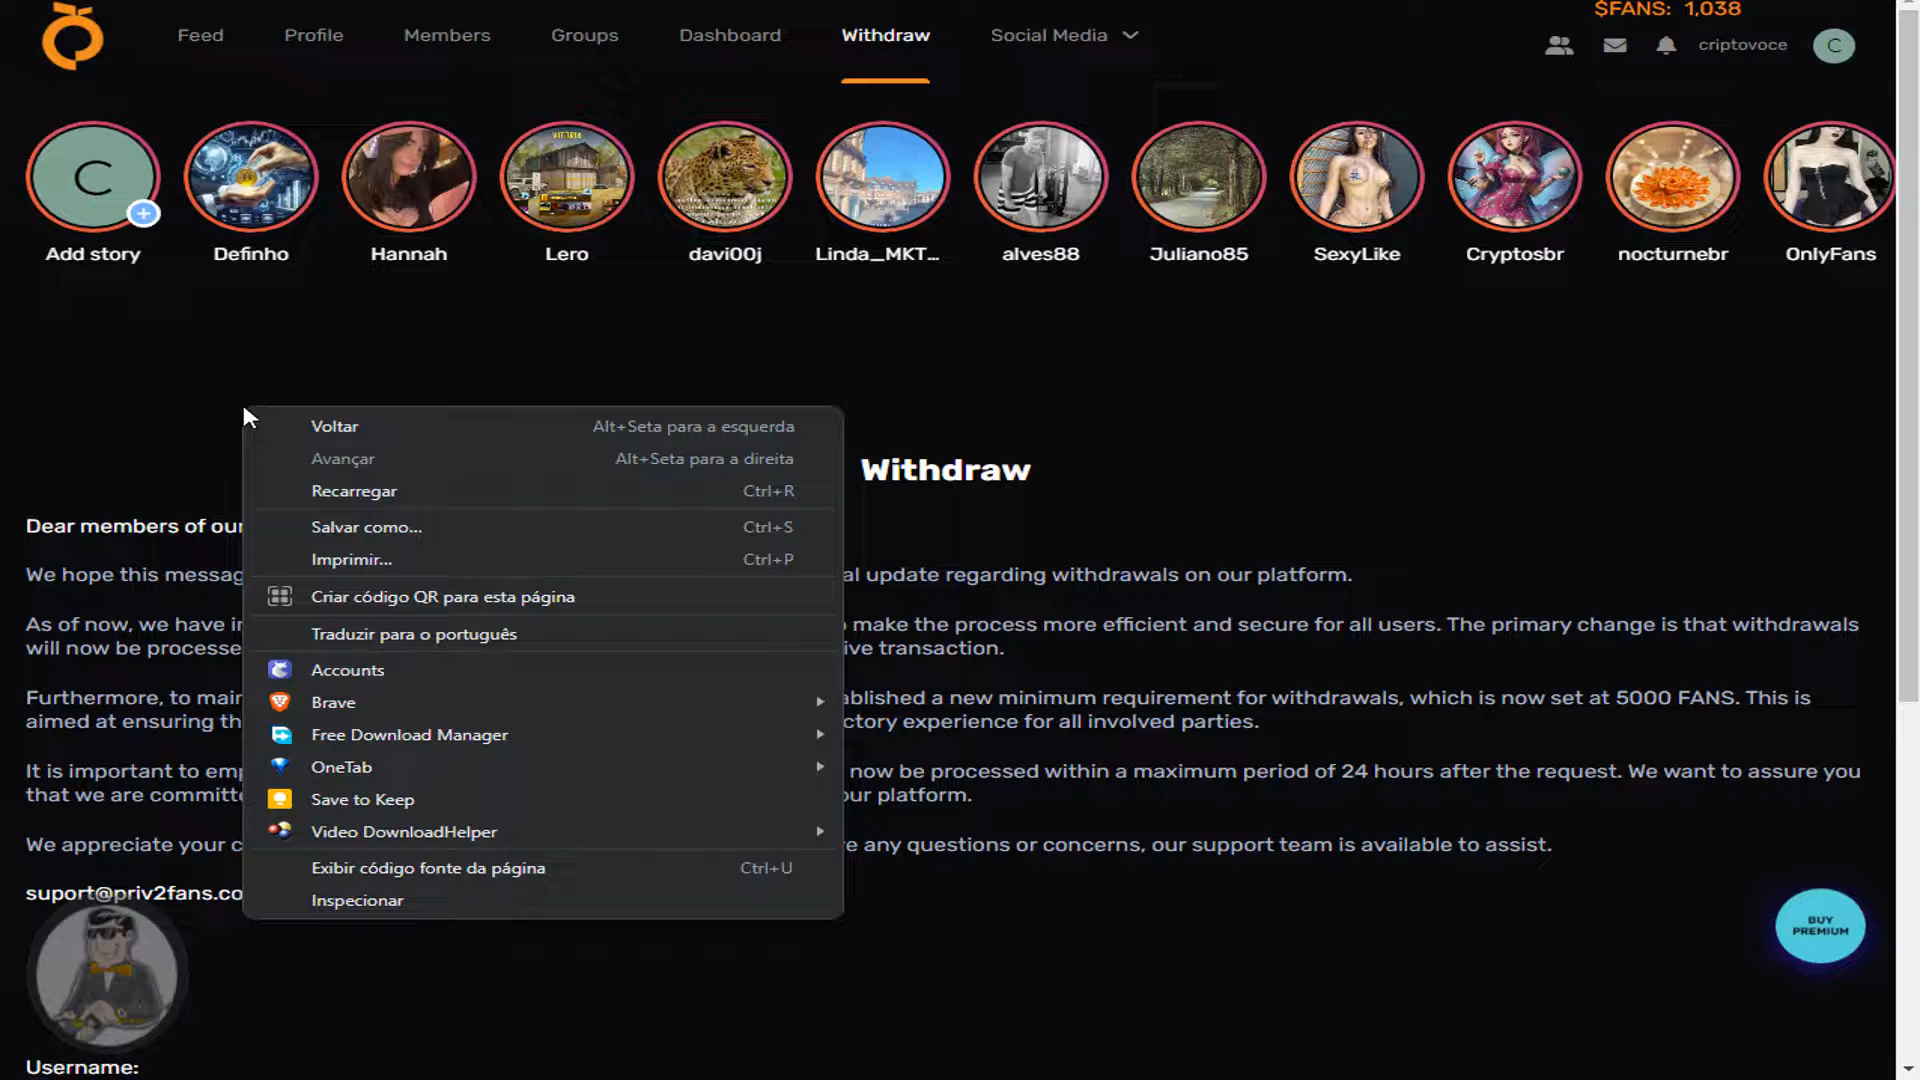 $FANS: 1,038
Feed Profile Members Groups Dashboard Withdraw Social Media criptovoce C
C
Add story Definho Hannah Lero davi00j Linda_MKT... alves88 Juliano85 SexyLike Cryptosbr nocturnebr OnlyFans
Withdraw
Dear members of our
We hope this messag al update regarding withdrawals on our platform.
As of now, we have in make the process more efficient and secure for all users. The primary change is that withdrawals
will now be processe ive transaction.
Furthermore, to main ablished a new minimum requirement for withdrawals, which is now set at 5000 FANS. This is
aimed at ensuring th ctory experience for all involved parties.
It is important to emp now be processed within a maximum period of 24 hours after the request. We want to assure you
that we are committe our platform.
We appreciate your c e any questions or concerns, our support team is available to assist.
suport@priv2fans.co
Voltar Alt+Seta para a esquerda
Avançar Alt+Seta para a direita
Recarregar Ctrl+R
Salvar como... Ctrl+S
Imprimir... Ctrl+P
Criar código QR para esta página
Traduzir para o português
Accounts
Brave
Free Download Manager
OneTab
Save to Keep
Video DownloadHelper
Exibir código fonte da página Ctrl+U
Inspecionar
BUY
PREMIUM
Username: